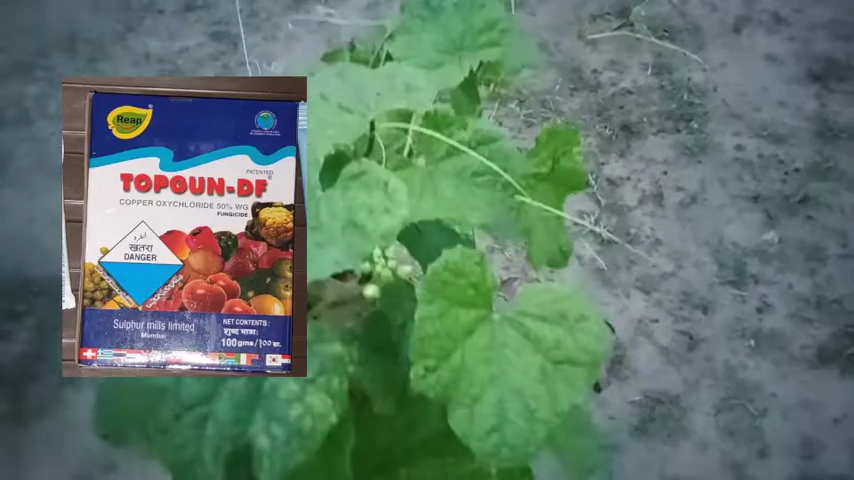 Reap
PATENTED
TOPGUN-DF
COPPER OXYCHLORIDE 50% WG
FUNGICIDE
खतरा
DANGER
Sulphur mills limited
Mumbai
NET CONTENTS:
शुद्ध मात्रा:
100 gms/१०० ग्रा.